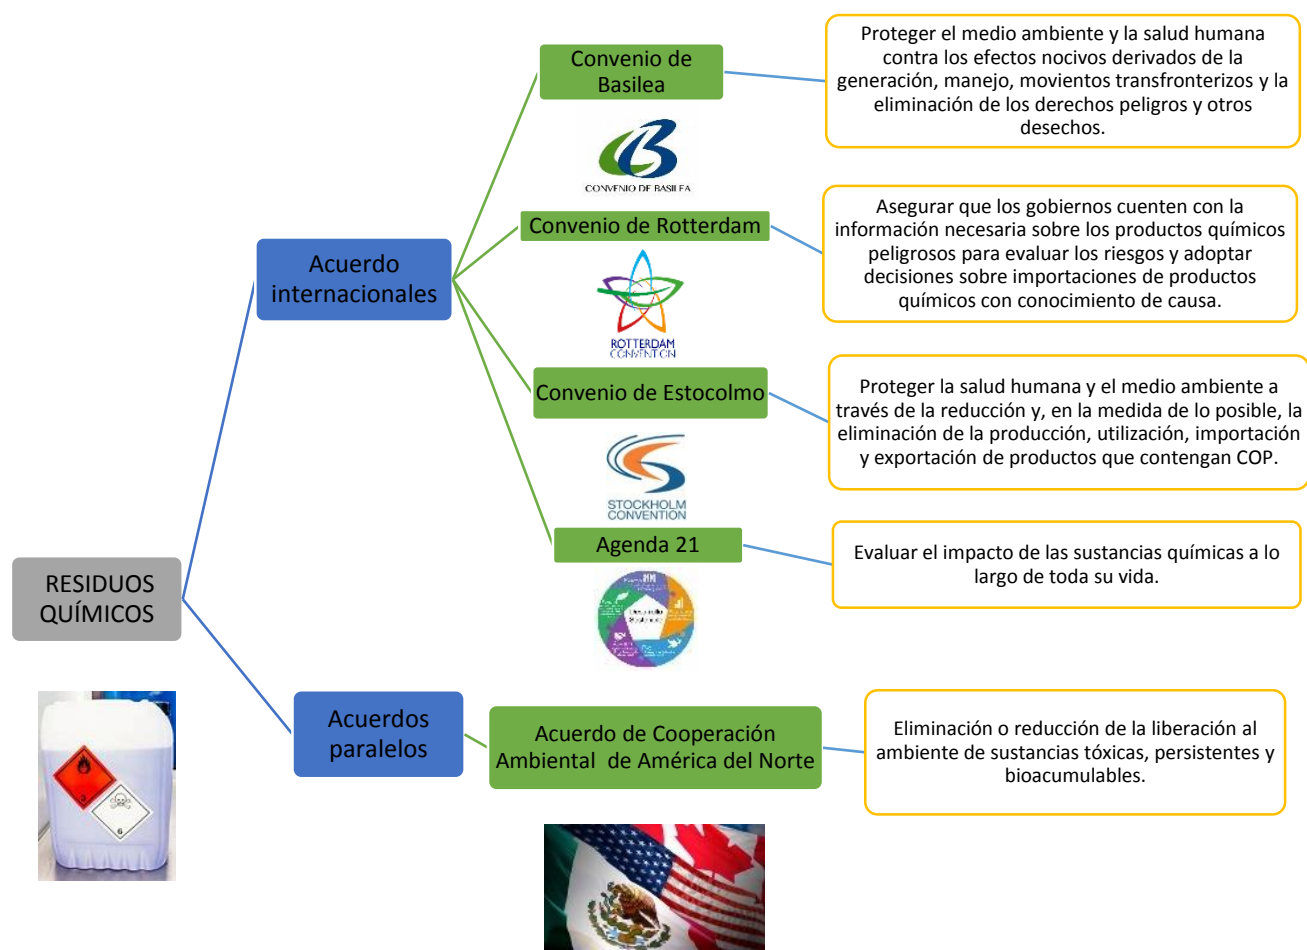 RESIDUOS
QUÍMICOS
3
6
Acuerdo
internacionales
Convenio de
Basilea
CONVENIO DE BASILEA
Proteger el medio ambiente y la salud humana
contra los efectos nocivos derivados de la
generación, manejo, movientos transfronterizos y la
eliminación de los derechos peligros y otros
desechos.
Convenio de Rotterdam
ROTTERDAM
CONVENTION
Asegurar que los gobiernos cuenten con la
información necesaria sobre los productos químicos
peligrosos para evaluar los riesgos y adoptar
decisiones sobre importaciones de productos
químicos con conocimiento de causa.
Convenio de Estocolmo
STOCKHOLM
CONVENTION
Proteger la salud humana y el medio ambiente a
través de la reducción y, en la medida de lo posible, la
eliminación de la producción, utilización, importación
y exportación de productos que contengan COP.
Agenda 21
Desarrollo
Sostenible
Evaluar el impacto de las sustancias químicas a lo
largo de toda su vida.
Acuerdos
paralelos
Acuerdo de Cooperación
Ambiental  de América del Norte
Eliminación o reducción de la liberación al
ambiente de sustancias tóxicas, persistentes y
bioacumulables.